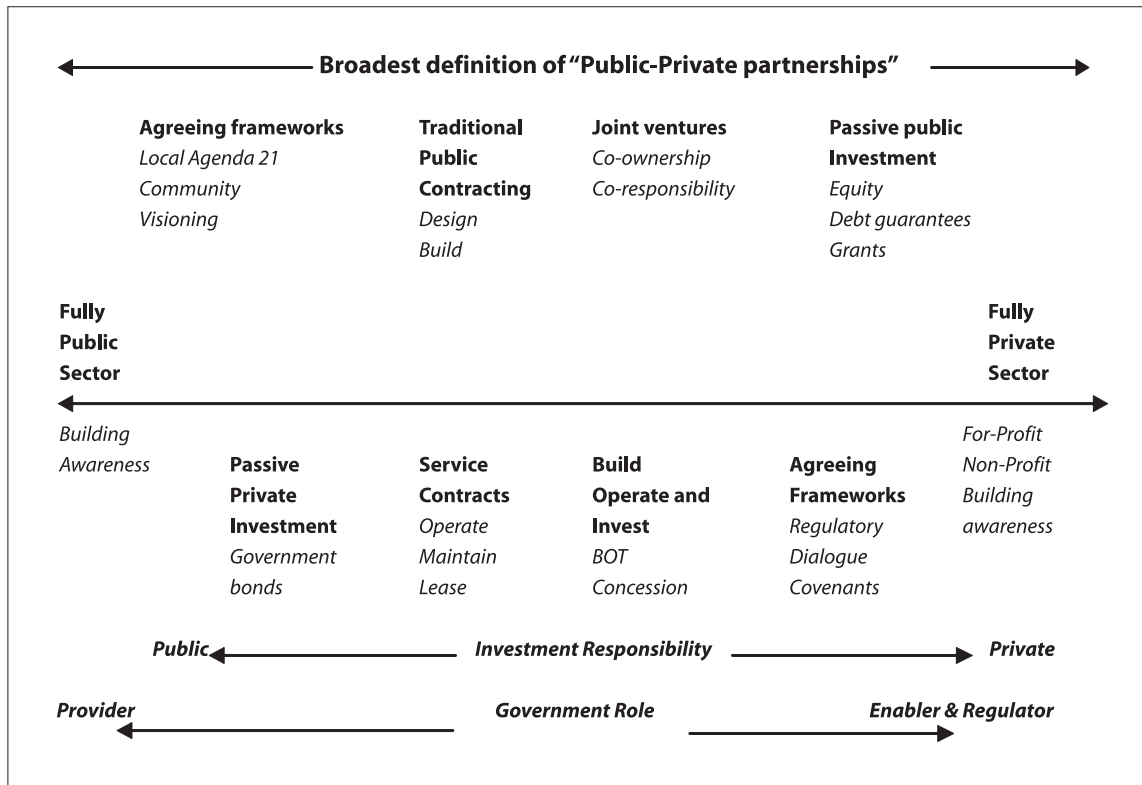 Broadest definition of “Public-Private partnerships”
Agreeing frameworks
Local Agenda 21
Community
Visioning
Traditional
Public
Contracting
Design
Build
Joint ventures
Co-ownership
Co-responsibility
Passive public
Investment
Equity
Debt guarantees
Grants
Fully
Public
Sector
Fully
Private
Sector
Building
Awareness
Passive
Private
Investment
Government
bonds
Service
Contracts
Operate
Maintain
Lease
Build
Operate and
Invest
BOT
Concession
Agreeing
Frameworks
Regulatory
Dialogue
Covenants
For-Profit
Non-Profit
Building
awareness
Public Investment Responsibility Private
Provider Government Role Enabler & Regulator